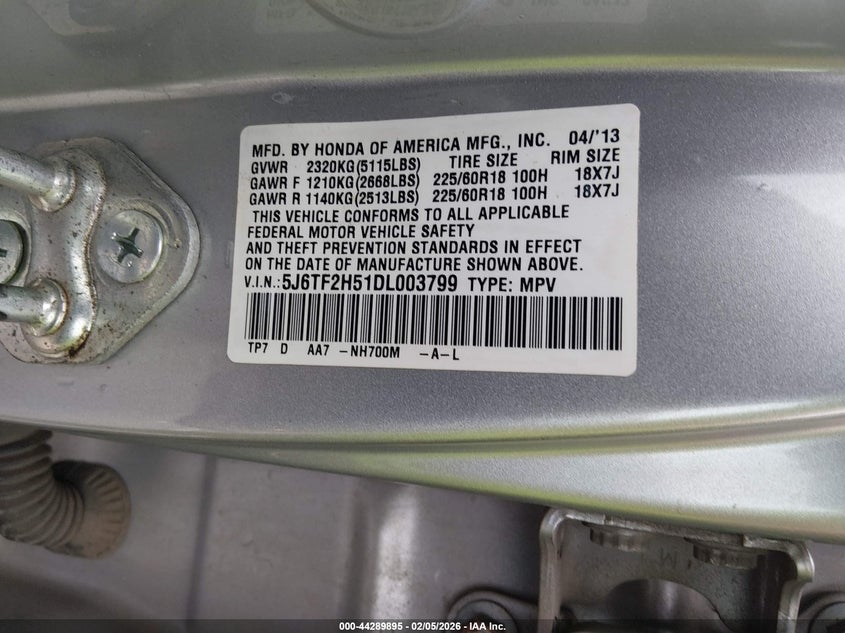 MFD. BY HONDA OF AMERICA MFG., INC. 04/'13
GVWR 2320KG(5115LBS) TIRE SIZE RIM SIZE
GAWR F 1210KG(2668LBS) 225/60R18 100H 18X7J
GAWR R 1140KG(2513LBS) 225/60R18 100H 18X7J
THIS VEHICLE CONFORMS TO ALL APPLICABLE
FEDERAL MOTOR VEHICLE SAFETY
AND THEFT PREVENTION STANDARDS IN EFFECT
ON THE DATE OF MANUFACTURE SHOWN ABOVE.
V.I.N.: 5J6TF2H51DL003799 TYPE: MPV
TP7 D AA7 -NH700M -A-L
000-44289895 - 02/05/2026 - IAA Inc.